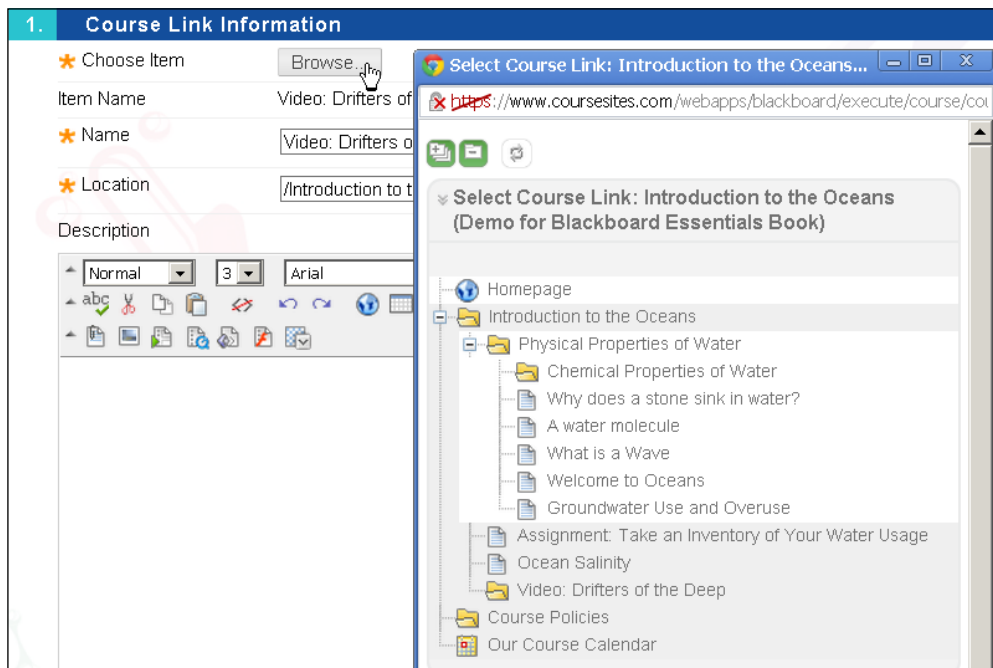 1. Course Link Information
Choose Item Browse...
Item Name Video: Drifters of
Name Video: Drifters o
Location /Introduction to t
Description
Normal 3 Arial
abc
Select Course Link: Introduction to the Oceans...
https://www.coursesites.com/webapps/blackboard/execute/course/cou
Select Course Link: Introduction to the Oceans
(Demo for Blackboard Essentials Book)
Homepage
Introduction to the Oceans
Physical Properties of Water
Chemical Properties of Water
Why does a stone sink in water?
A water molecule
What is a Wave
Welcome to Oceans
Groundwater Use and Overuse
Assignment: Take an Inventory of Your Water Usage
Ocean Salinity
Video: Drifters of the Deep
Course Policies
Our Course Calendar